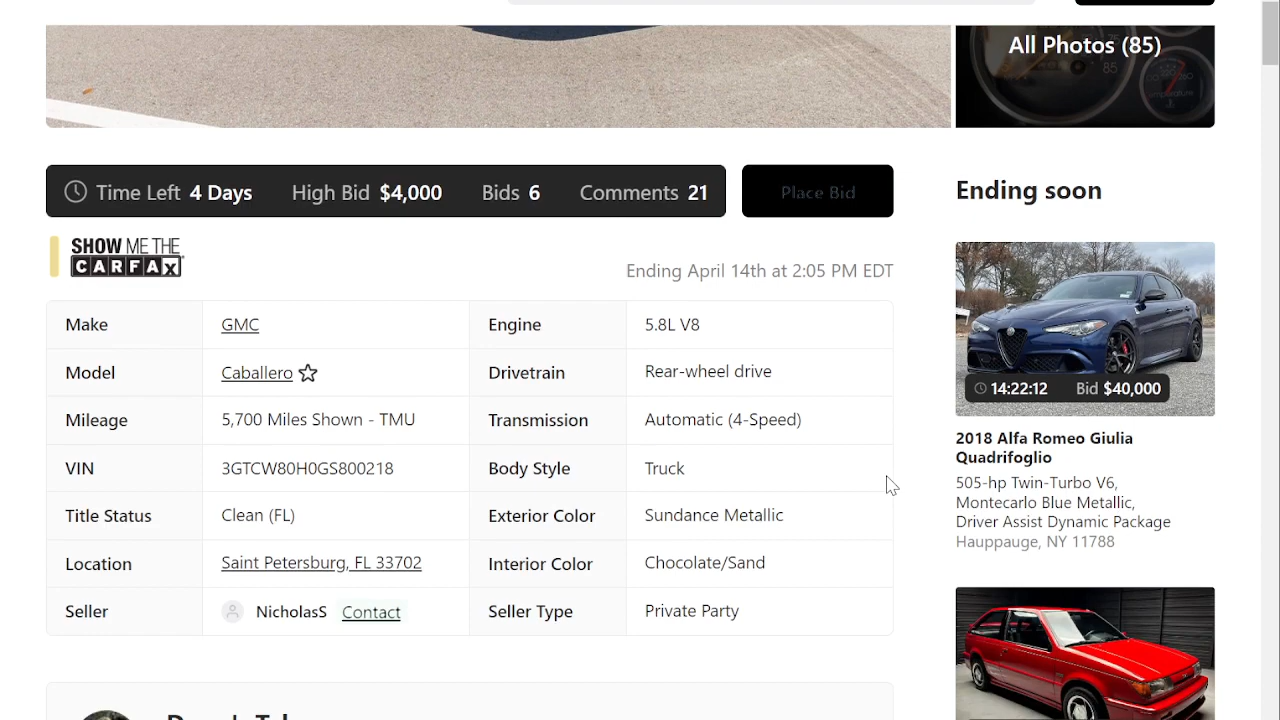 All Photos (85)
Time Left 4 Days High Bid $4,000 Bids 6 Comments 21 Place Bid
SHOW ME THE
CARFAX
Ending April 14th at 2:05 PM EDT
Make GMC Engine 5.8L V8
Model Caballero Drivetrain Rear-wheel drive
Mileage 5,700 Miles Shown - TMU Transmission Automatic (4-Speed)
VIN 3GTCW80H0GS800218 Body Style Truck
Title Status Clean (FL) Exterior Color Sundance Metallic
Location Saint Petersburg, FL 33702 Interior Color Chocolate/Sand
Seller NicholasS Contact Seller Type Private Party
Ending soon
14:22:12 Bid $40,000
2018 Alfa Romeo Giulia
Quadrifoglio
505-hp Twin-Turbo V6,
Montecarlo Blue Metallic,
Driver Assist Dynamic Package
Hauppauge, NY 11788